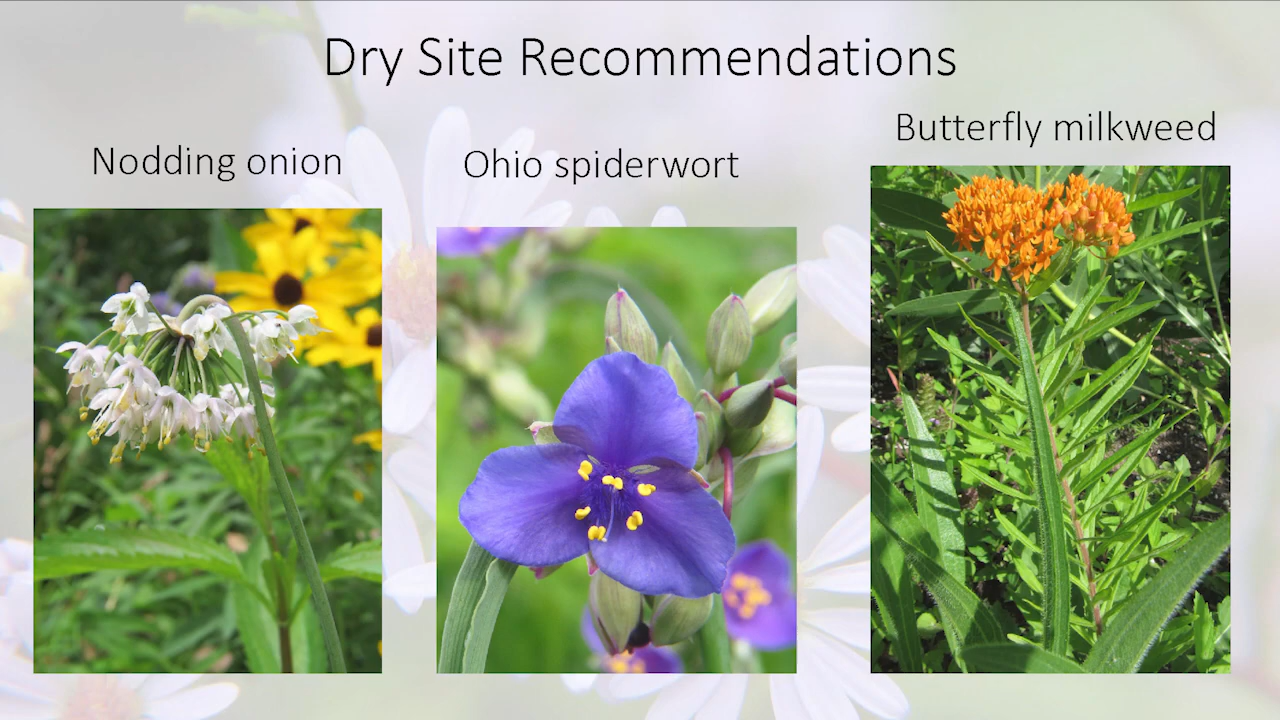 Dry Site Recommendations
Nodding onion
Ohio spiderwort
Butterfly milkweed